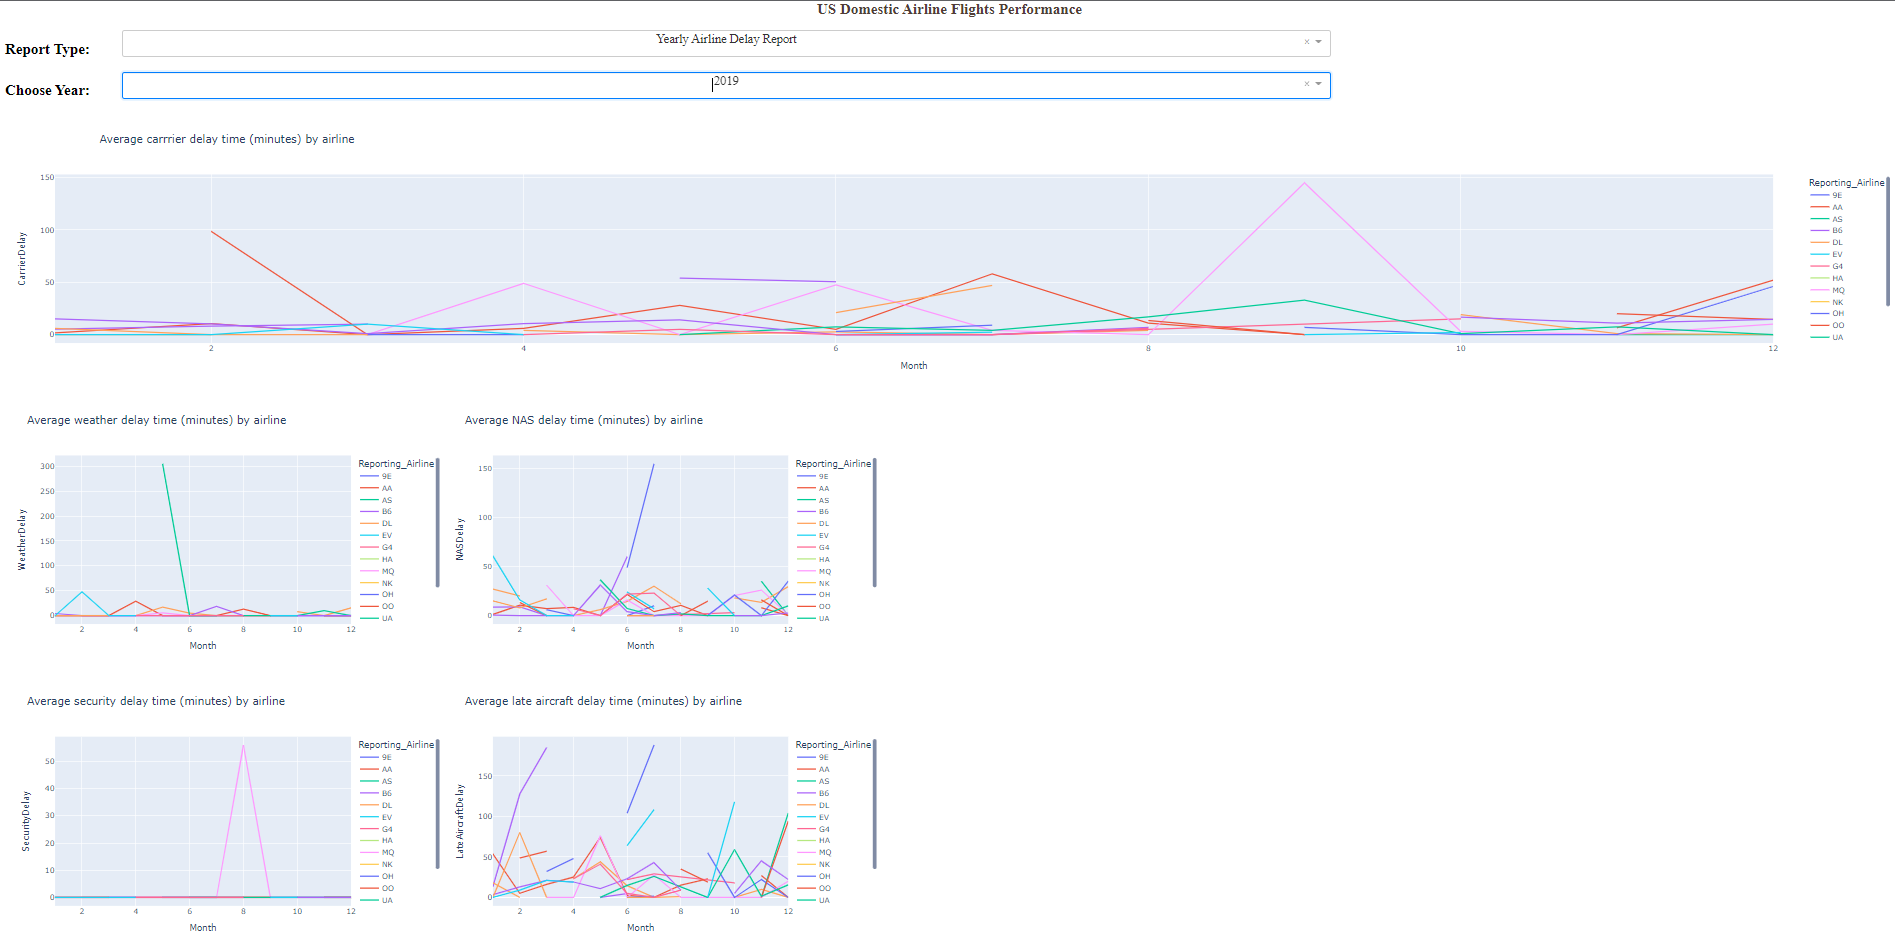 US Domestic Airline Flights Performance
Report Type:
Yearly Airline Delay Report
×
Choose Year:
2019
×
Average carrrier delay time (minutes) by airline
150
100
50
0
CarrierDelay
2
4
6
8
10
12
Month
Reporting_Airline
9E
AA
AS
B6
DL
EV
G4
HA
MQ
NK
OH
OO
UA
Average weather delay time (minutes) by airline
300
250
200
150
100
50
0
WeatherDelay
2
4
6
8
10
12
Month
Reporting_Airline
9E
AA
AS
B6
DL
EV
G4
HA
MQ
NK
OH
OO
UA
Average NAS delay time (minutes) by airline
150
100
50
0
NASDelay
2
4
6
8
10
12
Month
Reporting_Airline
9E
AA
AS
B6
DL
EV
G4
HA
MQ
NK
OH
OO
UA
Average security delay time (minutes) by airline
50
40
30
20
10
0
SecurityDelay
2
4
6
8
10
12
Month
Reporting_Airline
9E
AA
AS
B6
DL
EV
G4
HA
MQ
NK
OH
OO
UA
Average late aircraft delay time (minutes) by airline
150
100
50
0
LateAircraftDelay
2
4
6
8
10
12
Month
Reporting_Airline
9E
AA
AS
B6
DL
EV
G4
HA
MQ
NK
OH
OO
UA